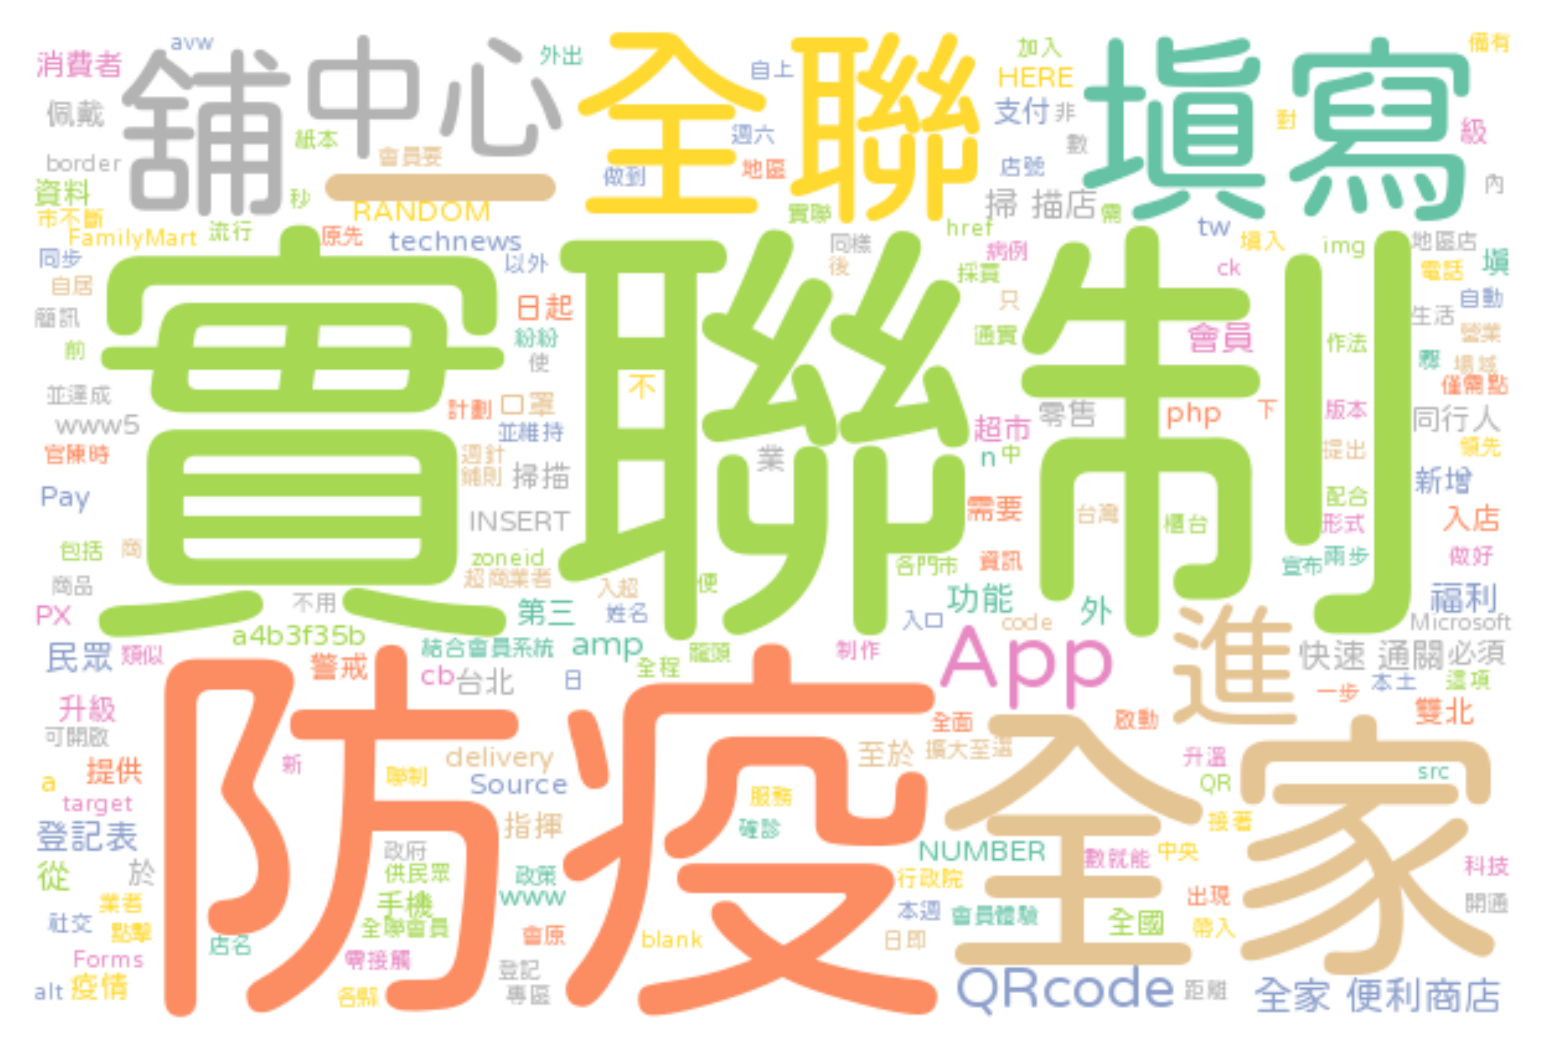 avw
消費者
舖
中心
全聯
填寫
外出
自上
加入
HERE
備有
佩戴
紙本
會員要
週六
支付
非
對
級
border
數
資料
秒
一
做到
地區
店號
內
市不斷
RANDOM
實聯
掃 描店
需
FamilyMart
流行
原先
technews
同樣
href
tw
填入
img
地區店
同步
以外
後
病例
ck
電話
填
自居
日起
採買
只
自動
簡訊
實聯制
紛紛
通實
會員
生活
營業
前
使
作法
場域
並達成
不
僅需點
www5
計劃
口罩
超市
零售
php
下
版本
同行人
官陳時
並維持
業
n
中
提出
領先
週針
舖則
掃描
Pay
需要
台灣
櫃台
配合
新增
INSERT
形式
入店
包括
商
zoneid
各門市
資訊
宣布
兩步
做好
商品
超商業者
入超
便
功能
外
福利
PX
不用
第三
姓名
入口
code
進
Microsoft
a4b3f35b
民眾
類似
結合會員系統
amp
龍頭
制作
App
快速
通關
必須
警戒
cb
台北
日
全程
一步
本土
這項
升級
防疫
全面
啟動
雙北
可開啟
新
delivery
至於
擴大至選
全家
升溫
提供
聯制
Source
QR
src
a
target
服務
接著
登記表
指揮
確診
政府
NUMBER
數就能
中央
從
於
供民眾
政策
行政院
科技
業者
手機
www
出現
開通
社交
點擊
全聯會員
本週
會員體驗
全國
帶入
店名
會原
blank
日即
Forms
零接觸
登記
alt
疫情
各縣
專區
QRcode
距離
全家
便利商店